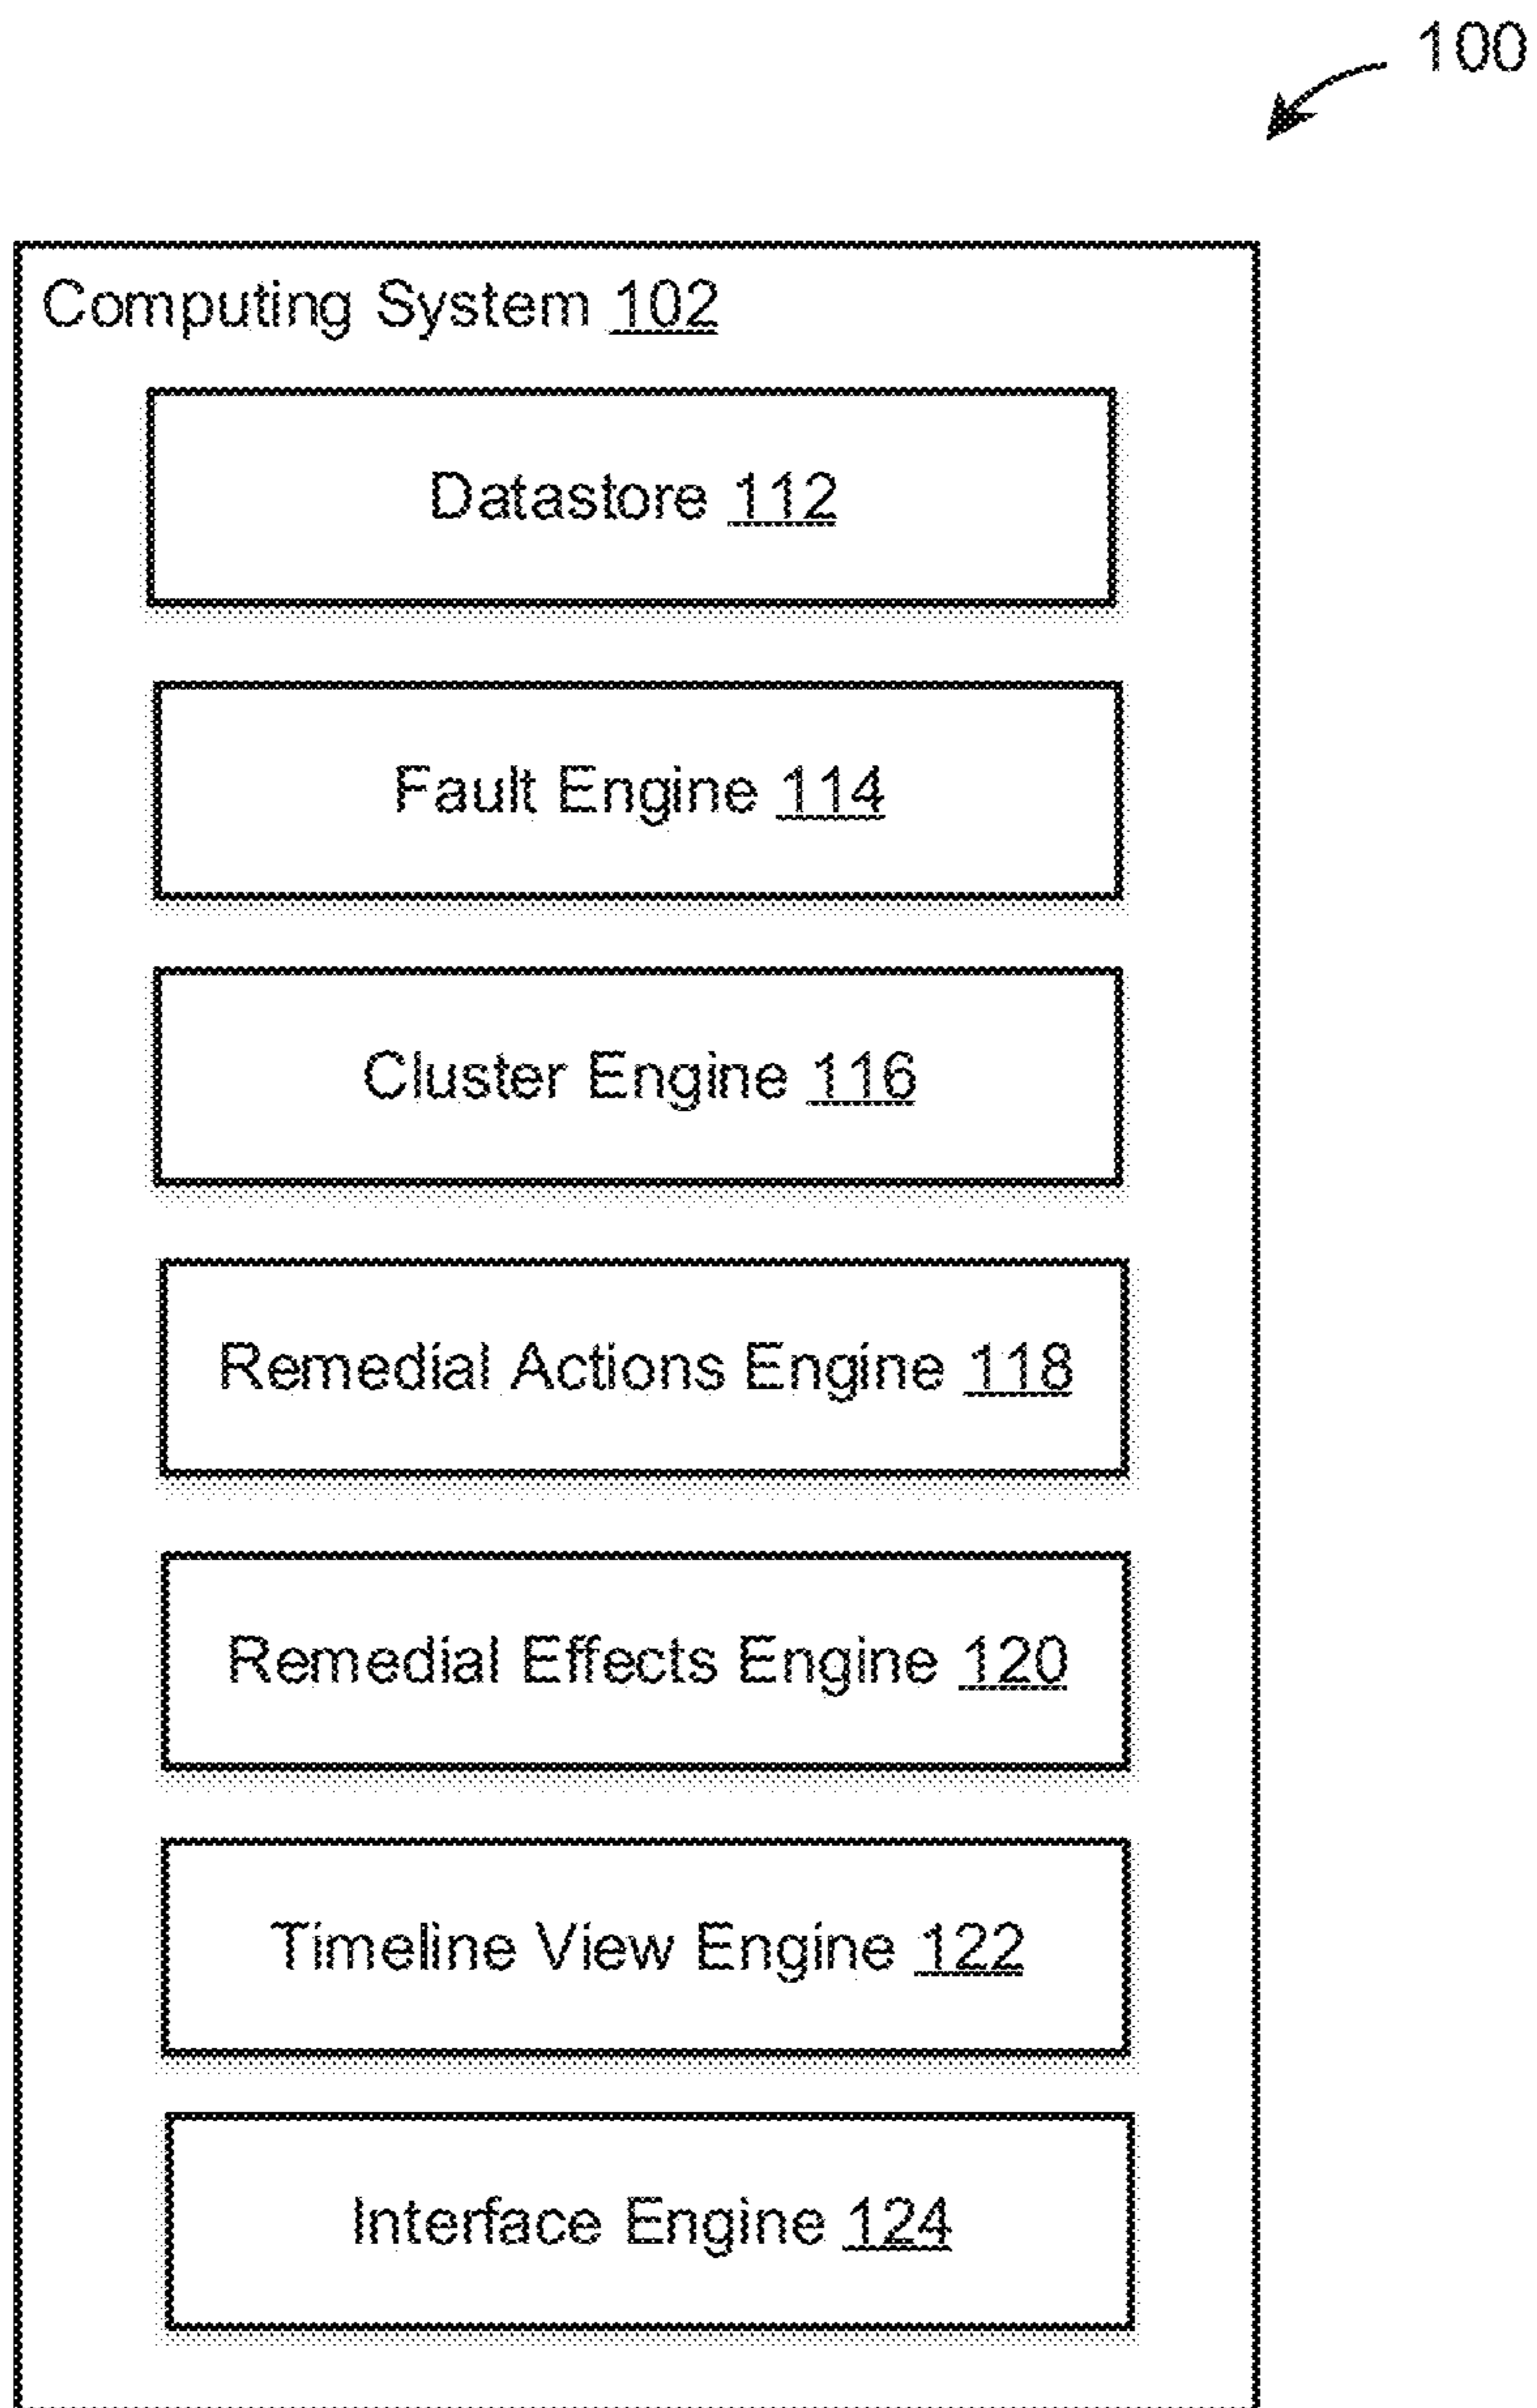 100
Computing System 102
Datastore 112
Fault Engine 114
Cluster Engine 116
Remedial Actions Engine 118
Remedial Effects Engine 120
Timeline View Engine 122
Interface Engine 124